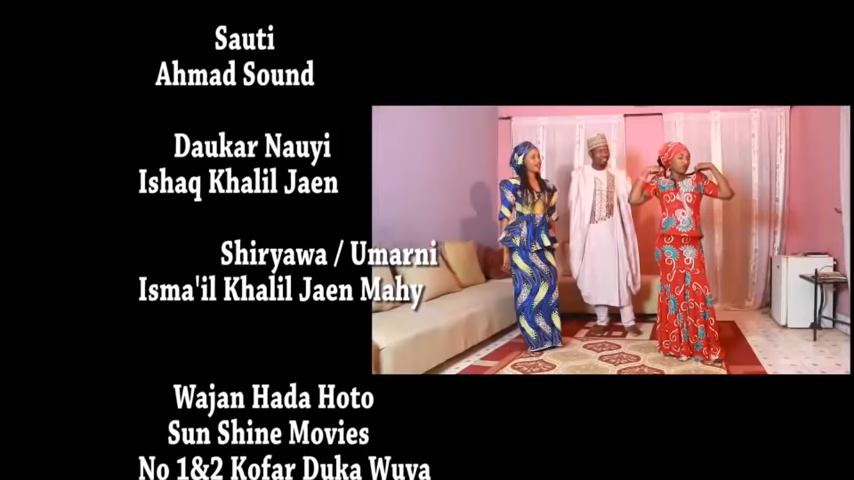 Sauti
Ahmad Sound
Daukar Nauyi
Ishaq Khalil Jaen
Shiryawa / Umarni
Isma'il Khalil Jaen Mahy
Wajan Hada Hoto
Sun Shine Movies
No 1&2 Kofar Duka Wuya